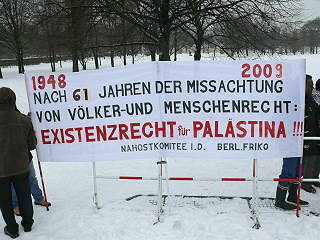 1948 2009
NACH 61 JAHREN DER MISSACHTUNG
VON VÖLKER-UND MENSCHENRECHT:
EXISTENZRECHT für PALÄSTINA !!!
NAHOSTKOMITEE I.D. BERL.FRIKO